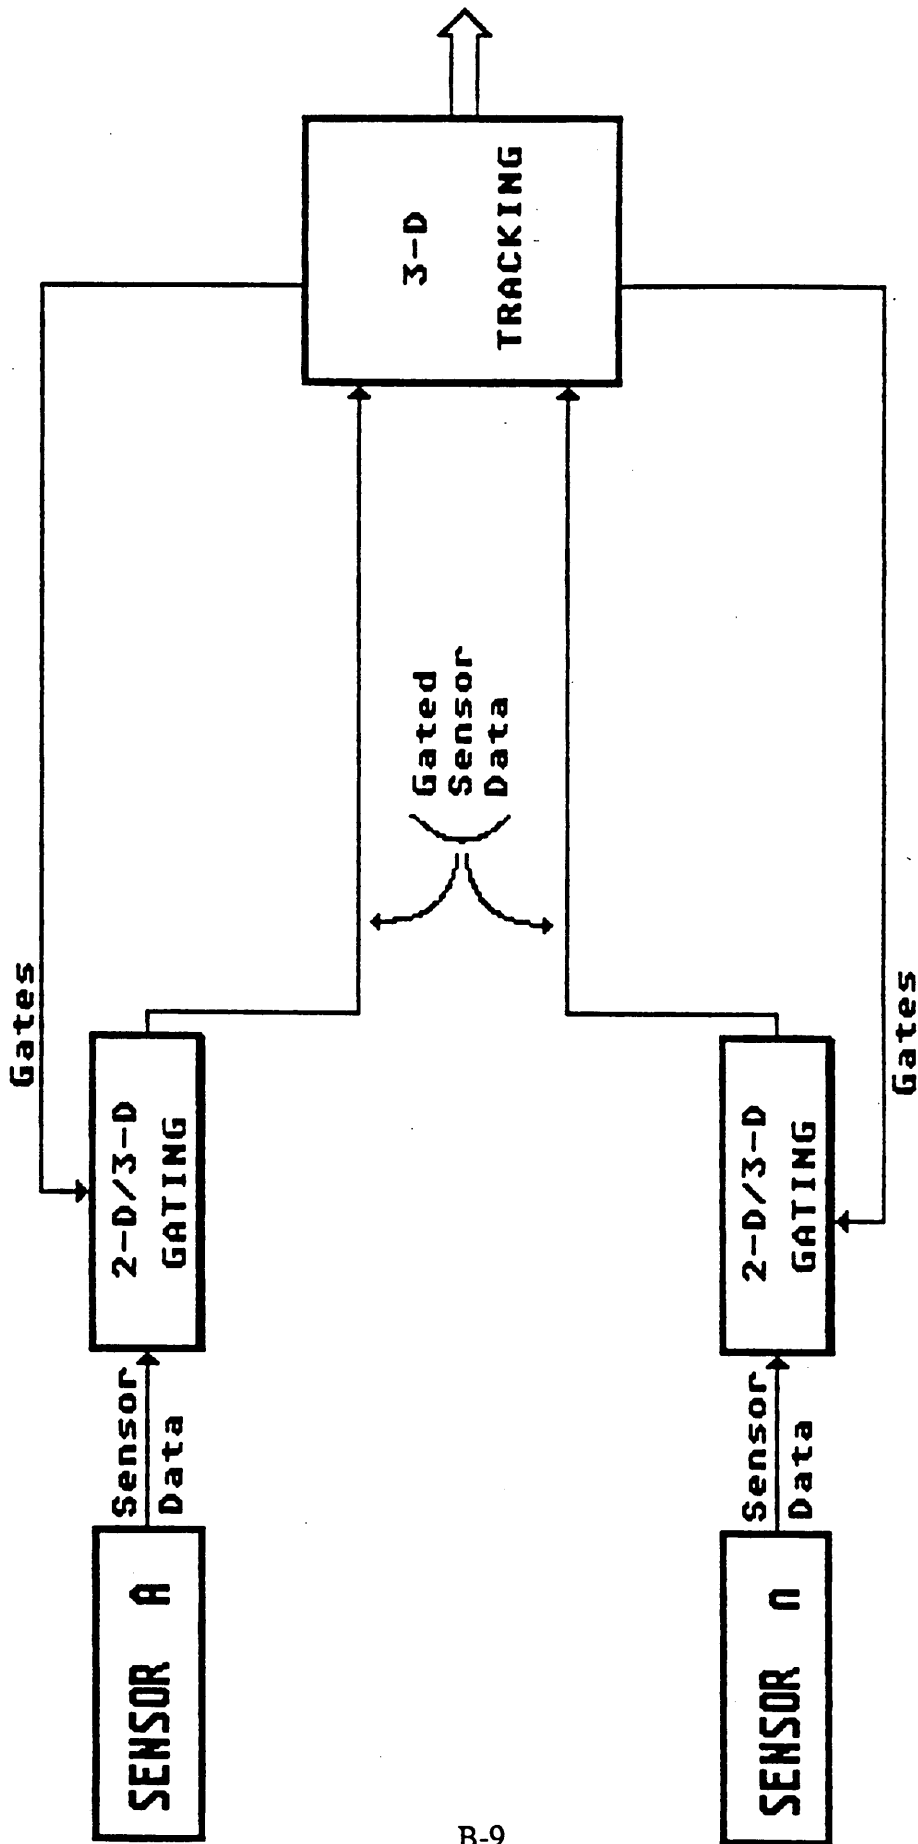 SENSOR A
Sensor
Data
2-D/3-D
GATING
Gates
Gated
Sensor
Data
3-D
TRACKING
SENSOR n
Sensor
Data
2-D/3-D
GATING
Gates
B-9